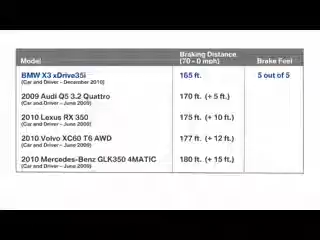 Model Braking Distance (70 - 0 mph) Brake Feel
BMW X3 xDrive35i 165 ft. 5 out of 5
(Car and Driver – December 2010)
2009 Audi Q5 3.2 Quattro 170 ft. (+ 5 ft.)
(Car and Driver – June 2009)
2010 Lexus RX 350 175 ft. (+ 10 ft.)
(Car and Driver – June 2009)
2010 Volvo XC60 T6 AWD 177 ft. (+ 12 ft.)
(Car and Driver – June 2009)
2010 Mercedes-Benz GLK350 4MATIC 180 ft. (+ 15 ft.)
(Car and Driver – June 2009)